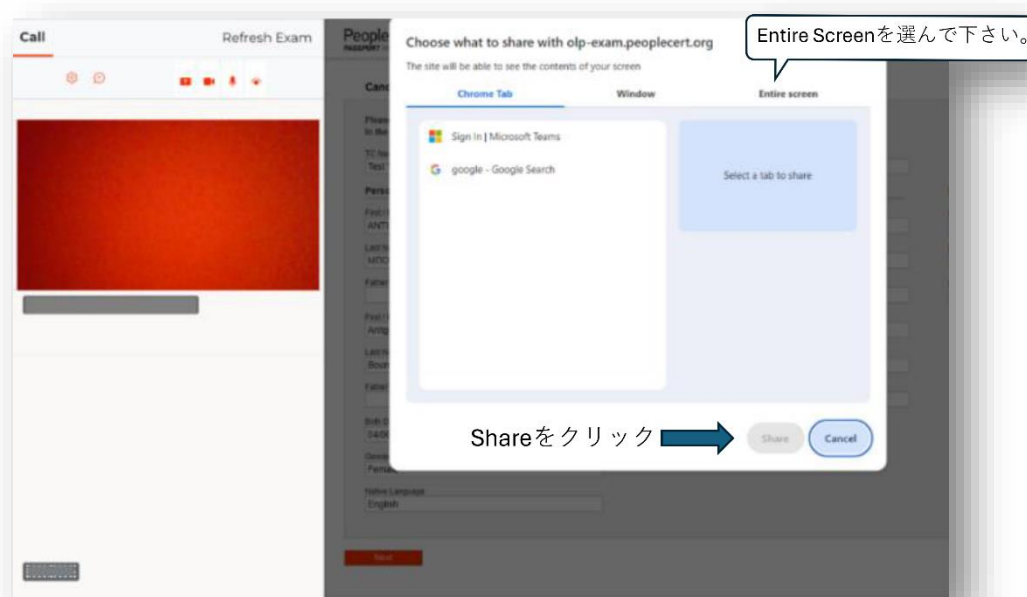 Call
Refresh Exam
People
PASSPORT
Choose what to share with olp-exam.peoplecert.org
The site will be able to see the contents of your screen
Entire Screenを選んで下さい。
Chrome Tab
Window
Entire screen
Sign In | Microsoft Teams
google - Google Search
Select a tab to share
Shareをクリック
Share
Cancel
Native Language
English
Next